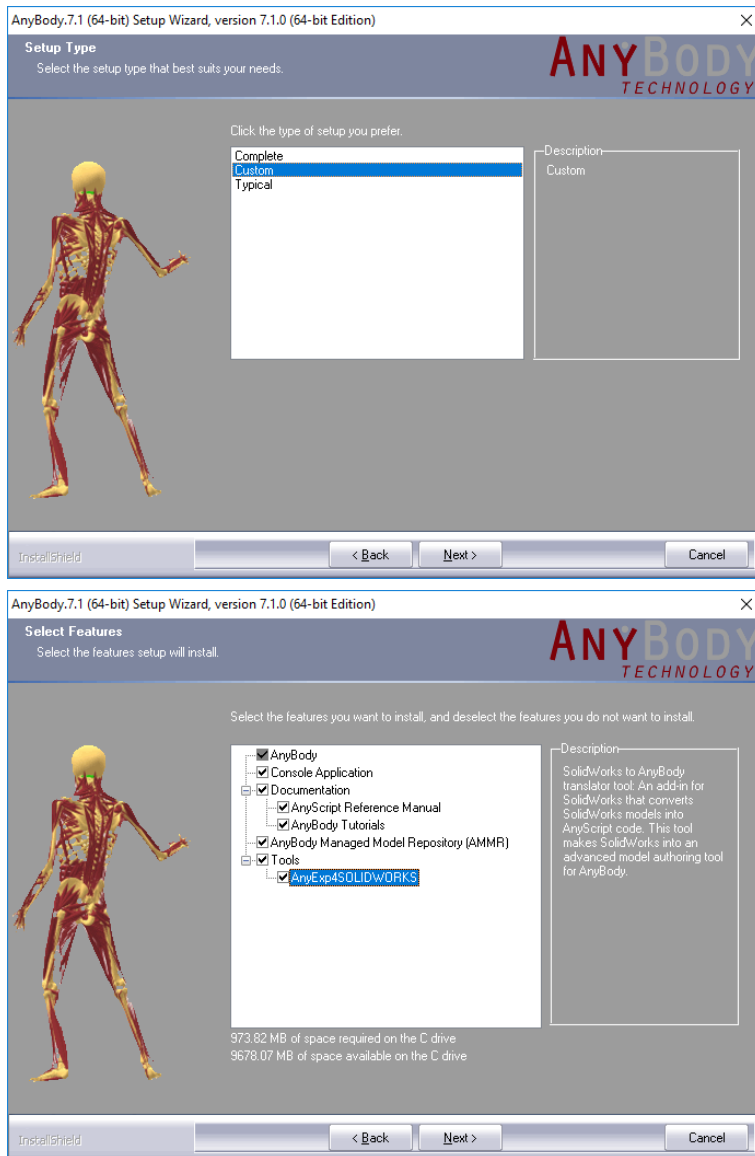 AnyBody.7.1 (64-bit) Setup Wizard, version 7.1.0 (64-bit Edition)
Setup Type
Select the setup type that best suits your needs.
ANYBODY
TECHNOLOGY
Click the type of setup you prefer.
Complete
Custom
Typical
Description
Custom
InstallShield
< Back
Next >
Cancel
AnyBody.7.1 (64-bit) Setup Wizard, version 7.1.0 (64-bit Edition)
Select Features
Select the features setup will install.
ANYBODY
TECHNOLOGY
Select the features you want to install, and deselect the features you do not want to install.
AnyBody
Console Application
Documentation
AnyScript Reference Manual
AnyBody Tutorials
AnyBody Managed Model Repository (AMMR)
Tools
AnyExp4SOLIDWORKS
Description
SolidWorks to AnyBody
translator tool: An add-in for
SolidWorks that converts
SolidWorks models into
AnyScript code. This tool
makes SolidWorks into an
advanced model authoring tool
for AnyBody.
973.82 MB of space required on the C drive
9678.07 MB of space available on the C drive
InstallShield
< Back
Next >
Cancel